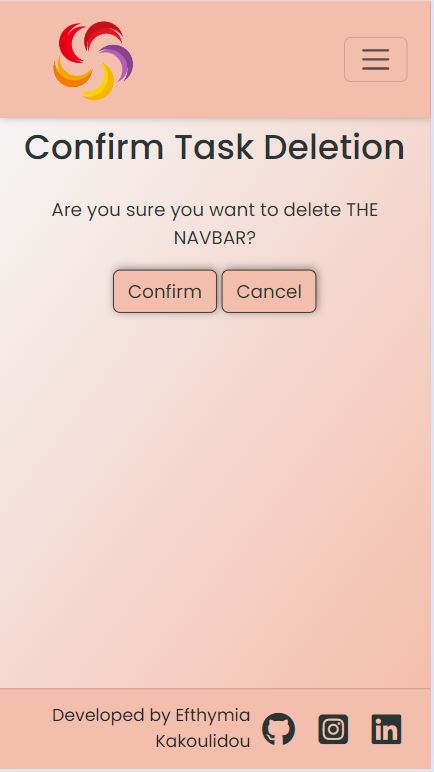 Confirm Task Deletion
Are you sure you want to delete THE
NAVBAR?
Confirm Cancel
Developed by Efthymia
Kakoulidou